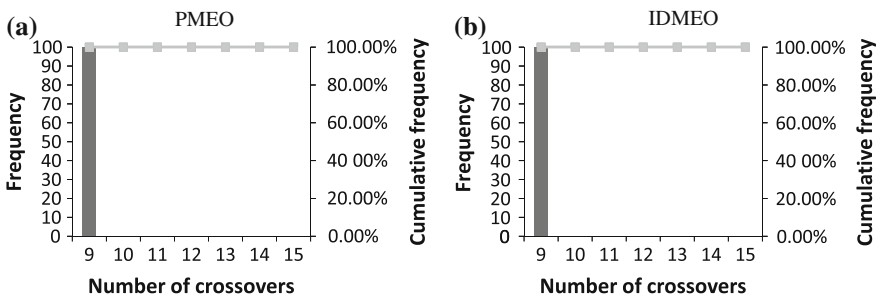 (a)
PMEO
Frequency
100
90
80
70
60
50
40
30
20
10
0
100.00%
80.00%
60.00%
40 00%
20.00%
0.00%
Cumulative frequency
9 10 11 12 13 14 15
Number of crossovers
(b)
IDMEO
Frequency
100
90
80
70
60
50
40
30
20
10
0
100.00%
80.00%
60.00%
40 00%
20 00%
0.00%
Cumulative frequency
9 10 11 12 13 14 15
Number of crossovers